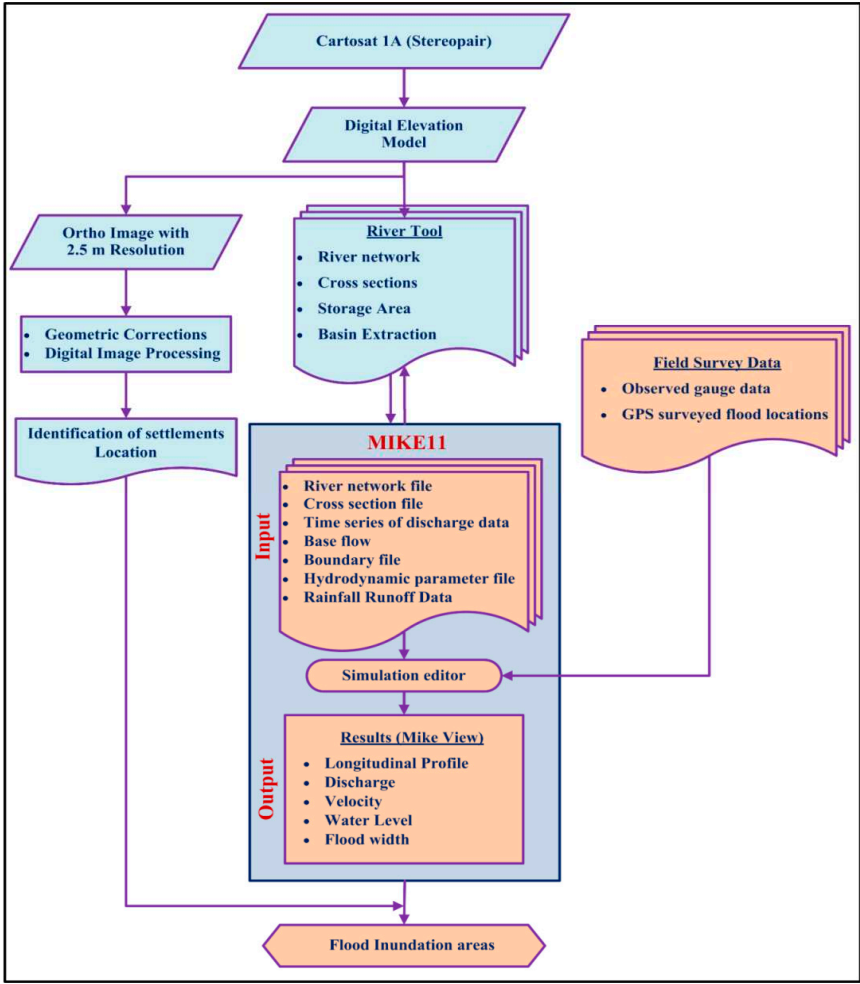 Cartosat 1A (Stereopair)
Digital Elevation
Model
Ortho Image with
2.5 m Resolution
River Tool
• River network
• Cross sections
• Storage Area
• Basin Extraction
• Geometric Corrections
• Digital Image Processing
Field Survey Data
• Observed gauge data
• GPS surveyed flood locations
Identification of settlements
Location
MIKE11
Input
• River network file
• Cross section file
• Time series of discharge data
• Base flow
• Boundary file
• Hydrodynamic parameter file
• Rainfall Runoff Data
Simulation editor
Output
Results (Mike View)
• Longitudinal Profile
• Discharge
• Velocity
• Water Level
• Flood width
Flood Inundation areas